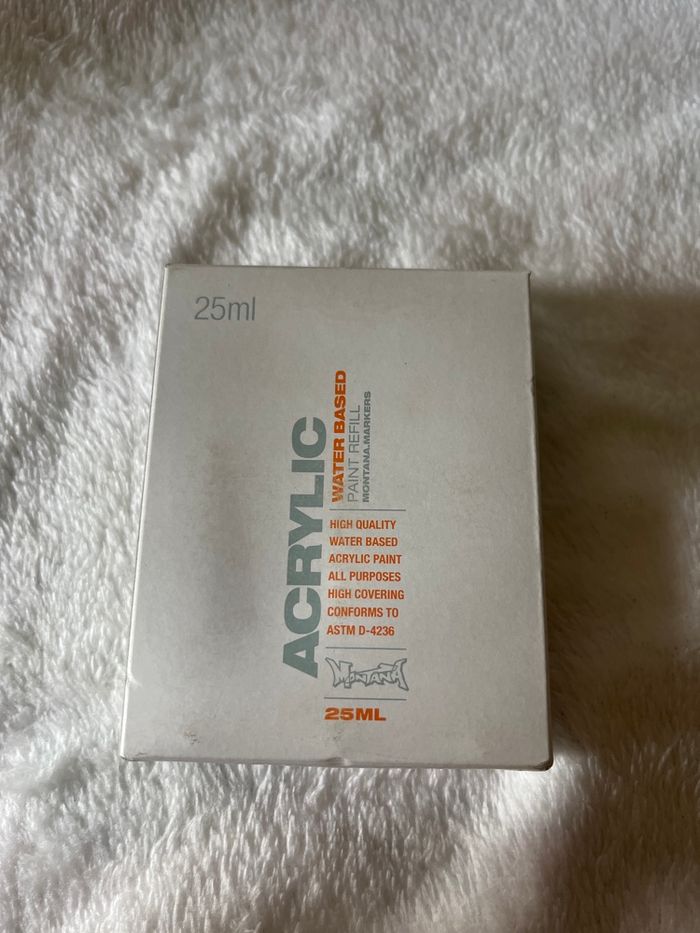 25ml
ACRYLIC
WATER BASED
PAINT REFILL
MONTANA.MARKERS
HIGH QUALITY
WATER BASED
ACRYLIC PAINT
ALL PURPOSES
HIGH COVERING
CONFORMS TO
ASTM D-4236
MONTANA
25ML